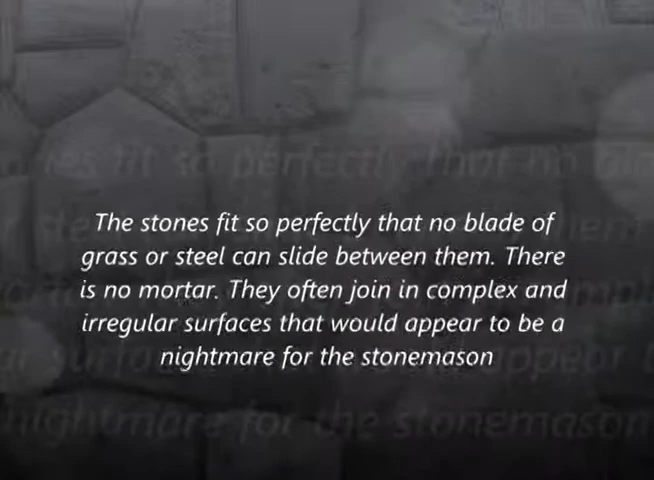 The stones fit so perfectly that no blade of
grass or steel can slide between them. There
is no mortar. They often join in complex and
irregular surfaces that would appear to be a
nightmare for the stonemason